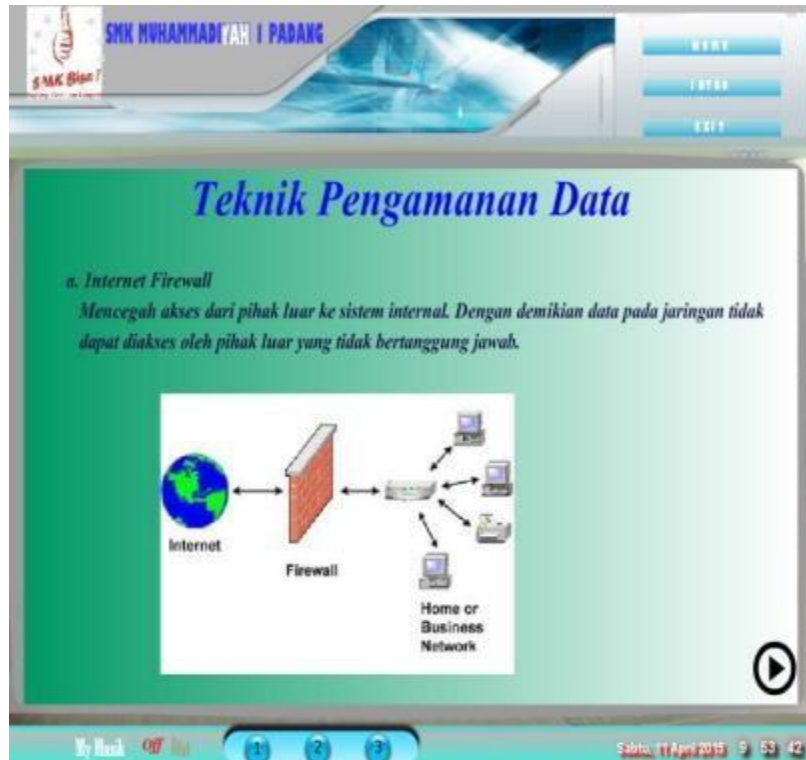 SMK MUHAMMADIYAH 1 PADANG
SMK Bisa !
HOME
EXIT
Teknik Pengamanan Data
a. Internet Firewall
Mencegah akses dari pihak luar ke sistem internal. Dengan demikian data pada jaringan tidak
dapat diakses oleh pihak luar yang tidak bertanggung jawab.
Internet
Firewall
Home or
Business
Network
My Musik Off
1 2 3
Sabtu, 11 April 2015 9 53 42